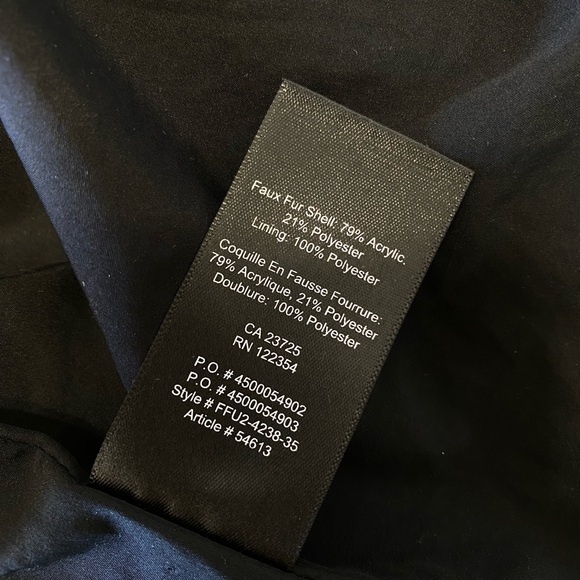 Faux Fur Shell: 79% Acrylic.
21% Polyester
Lining: 100% Polyester
Coquille En Fausse Fourrure:
79% Acrylique, 21% Polyester
Doublure: 100% Polyester
CA 23725
RN 122354
P.O. # 4500054902
P.O. # 4500054903
Style # FFU2-4238-35
Article # 54613